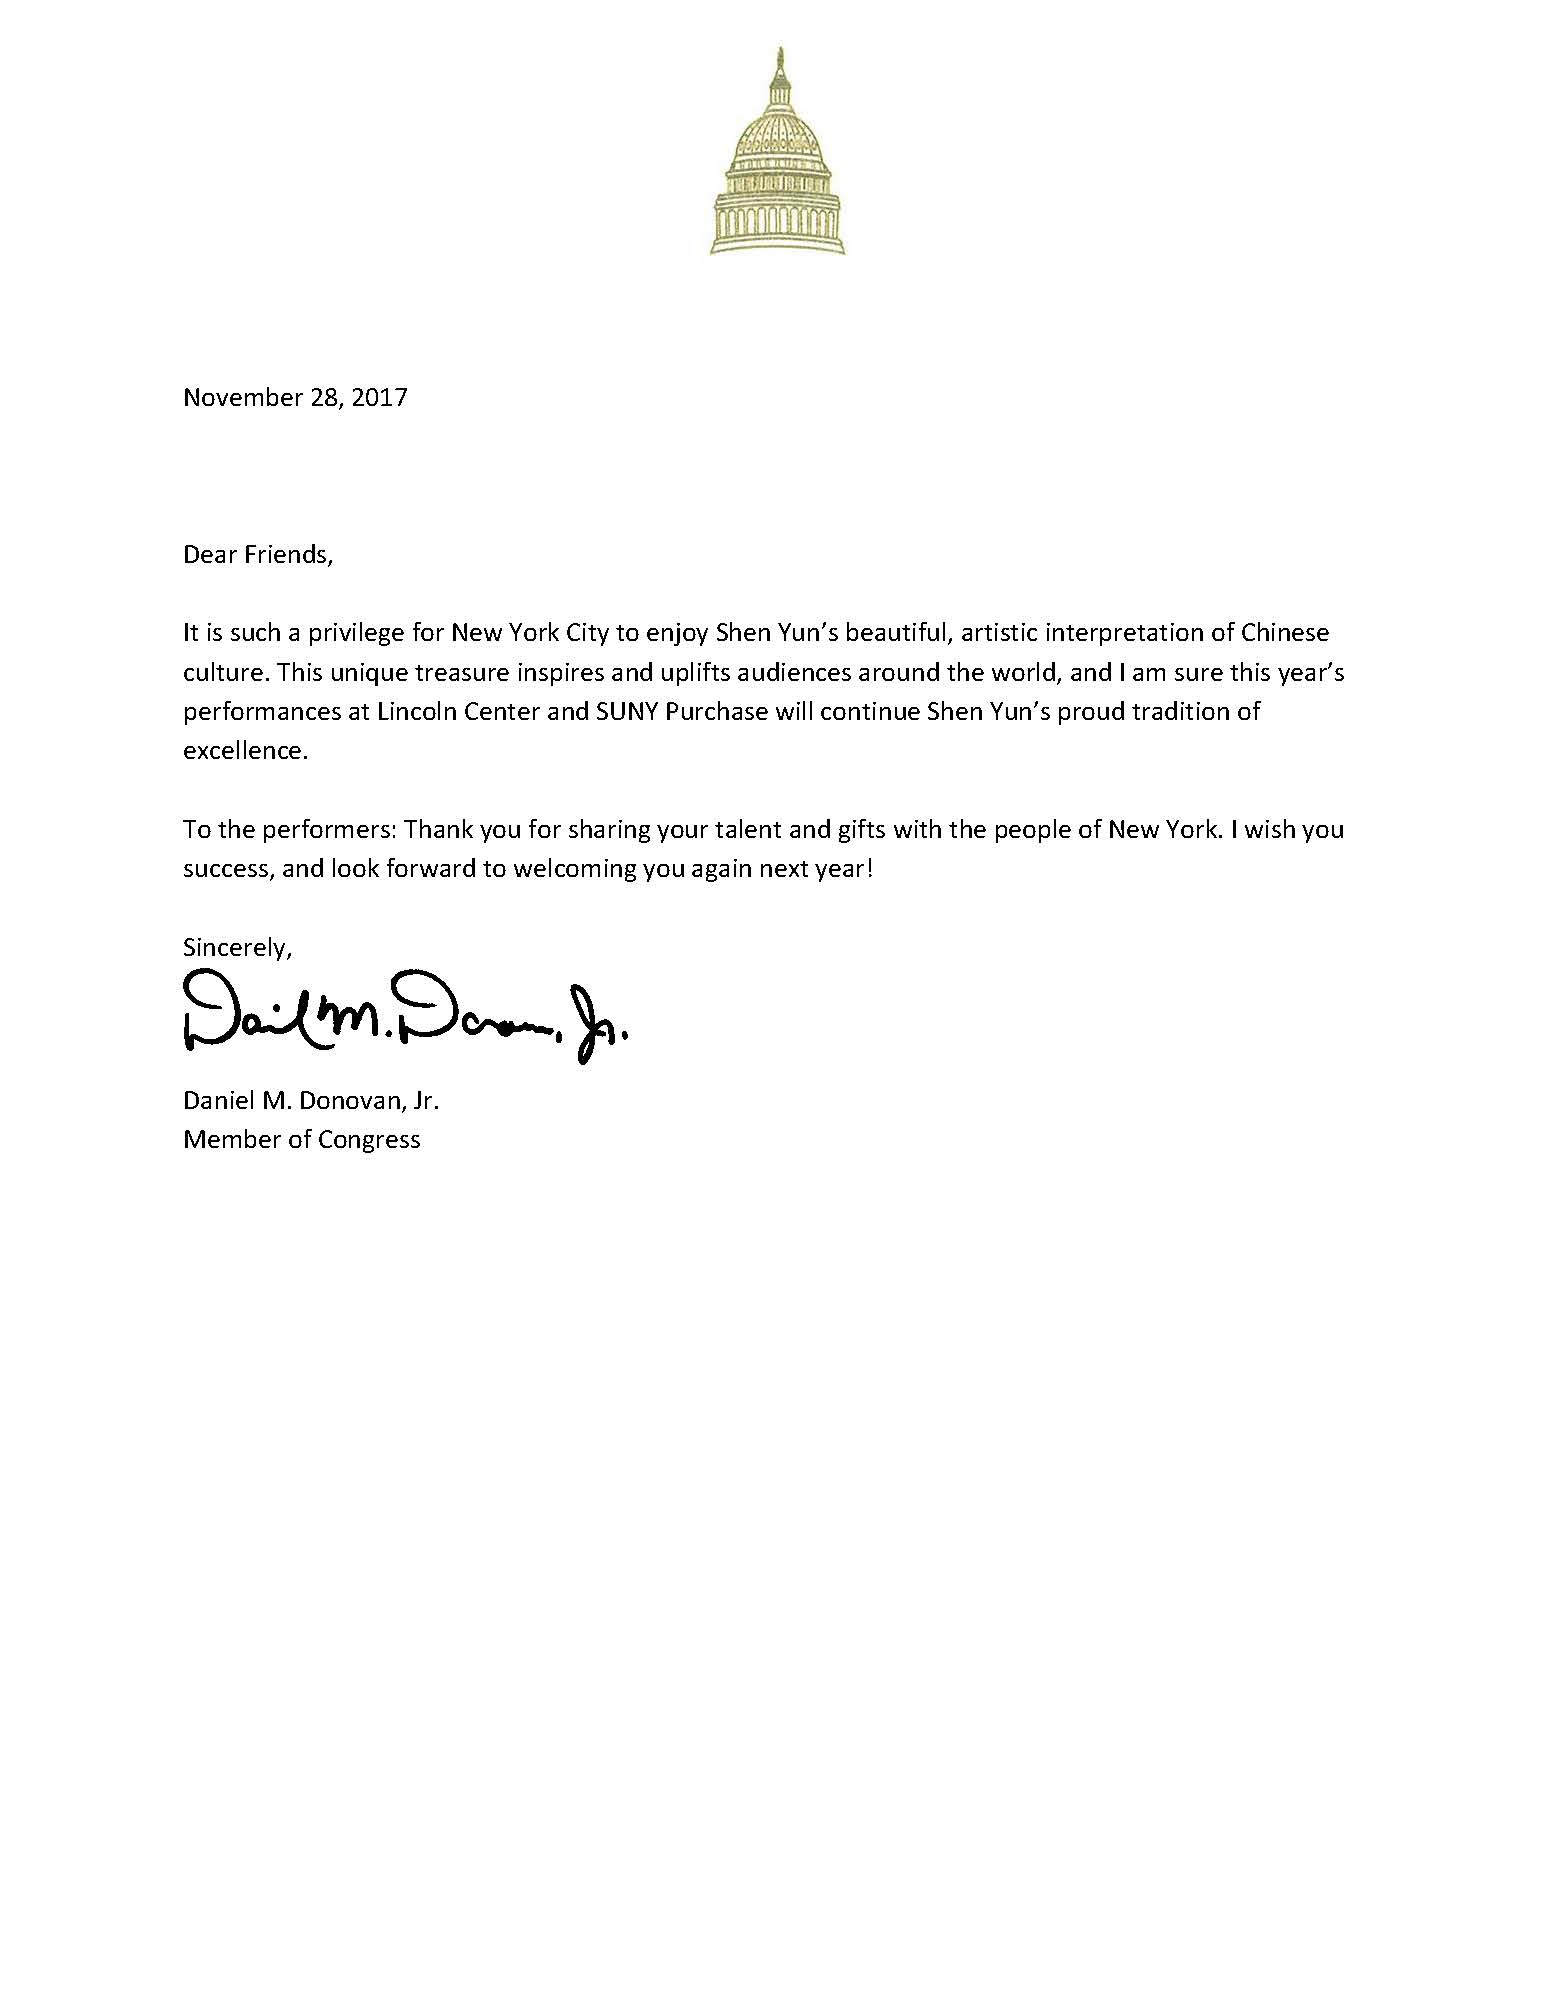 November 28, 2017
Dear Friends,
It is such a privilege for New York City to enjoy Shen Yun’s beautiful, artistic interpretation of Chinese
culture. This unique treasure inspires and uplifts audiences around the world, and I am sure this year’s
performances at Lincoln Center and SUNY Purchase will continue Shen Yun’s proud tradition of
excellence.
To the performers: Thank you for sharing your talent and gifts with the people of New York. I wish you
success, and look forward to welcoming you again next year!
Sincerely,
Daniel M. Donovan, Jr.
Daniel M. Donovan, Jr.
Member of Congress